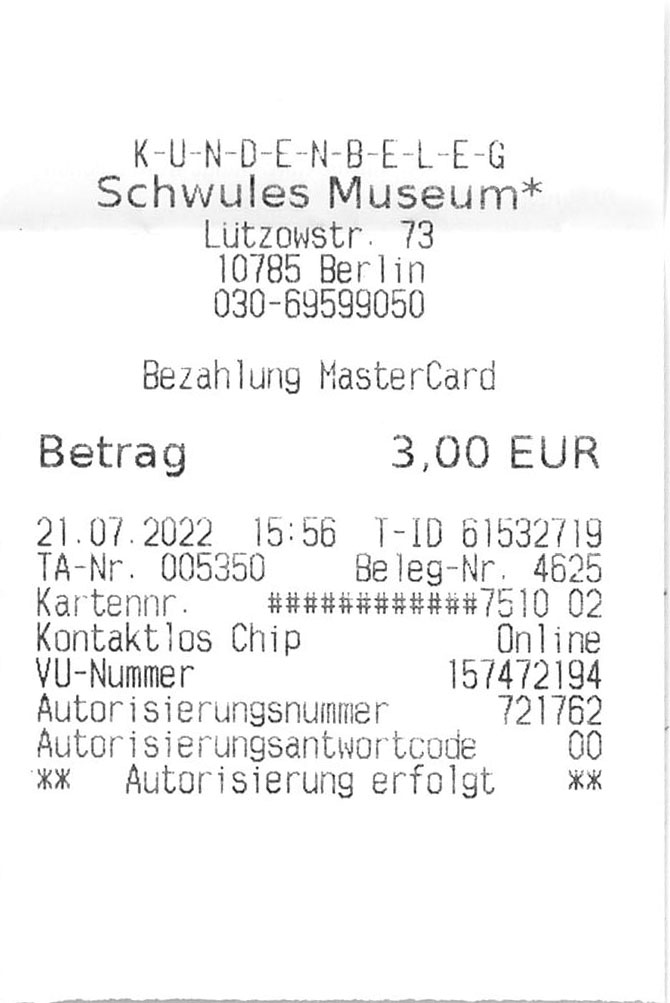 K-U-N-D-E-N-B-E-L-E-G
Schwules Museum*
Lützowstr. 73
10785 Berlin
030-69599050
Bezahlung MasterCard
Betrag 3,00 EUR
21.07.2022 15:56 T-ID 61532719
TA-Nr. 005350 Beleg-Nr. 4625
Kartennr. ############7510 02
Kontaktlos Chip Online
VU-Nummer 157472194
Autorisierungsnummer 721762
Autorisierungsantwortcode 00
** Autorisierung erfolgt **